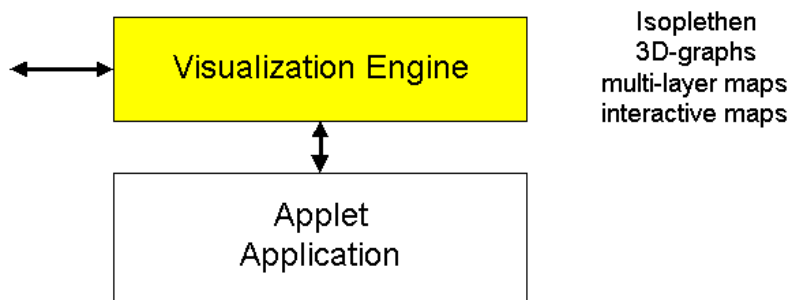 Visualization Engine
Isoplethen
3D-graphs
multi-layer maps
interactive maps
Applet
Application